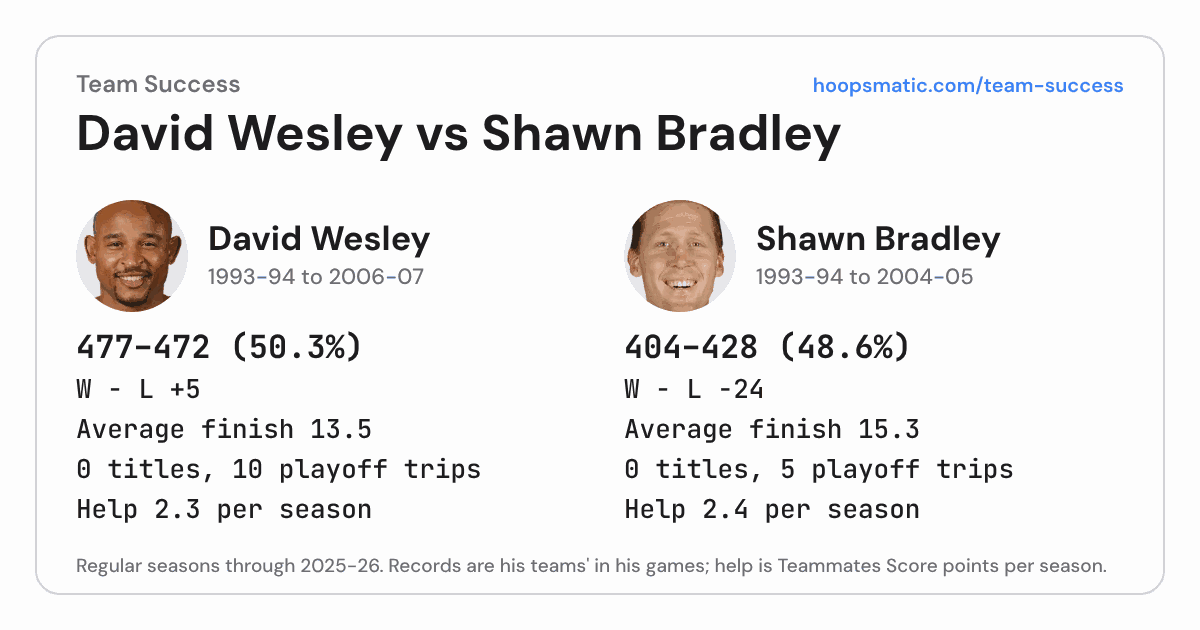 Team Success
hoopsmatic.com/team-success
David Wesley vs Shawn Bradley
David Wesley
1993-94 to 2006-07
477-472 (50.3%)
W - L +5
Average finish 13.5
0 titles, 10 playoff trips
Help 2.3 per season
Shawn Bradley
1993-94 to 2004-05
404-428 (48.6%)
W - L -24
Average finish 15.3
0 titles, 5 playoff trips
Help 2.4 per season
Regular seasons through 2025-26. Records are his teams' in his games; help is Teammates Score points per season.